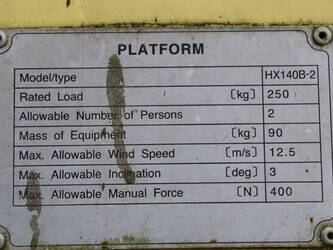 PLATFORM
Model/type HX140B-2
Rated Load [kg] 250
Allowable Number of Persons 2
Mass of Equipment [kg] 90
Max. Allowable Wind Speed [m/s] 12.5
Max. Allowable Inclination [deg] 3
Max. Allowable Manual Force [N] 400